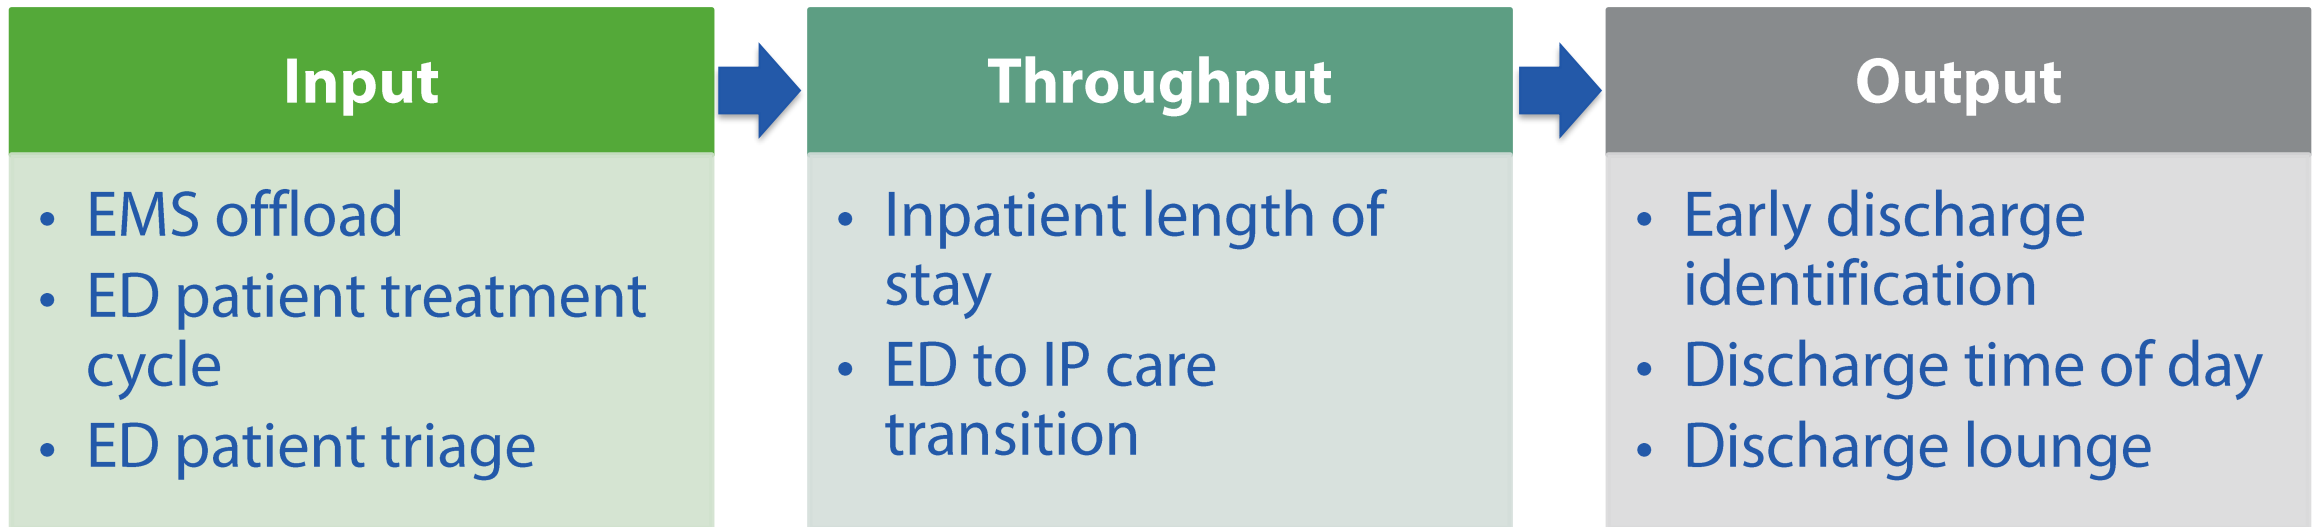 Input
• EMS offload
• ED patient treatment
cycle
• ED patient triage
Throughput
• Inpatient length of
stay
• ED to IP care
transition
Output
• Early discharge
identification
• Discharge time of day
• Discharge lounge